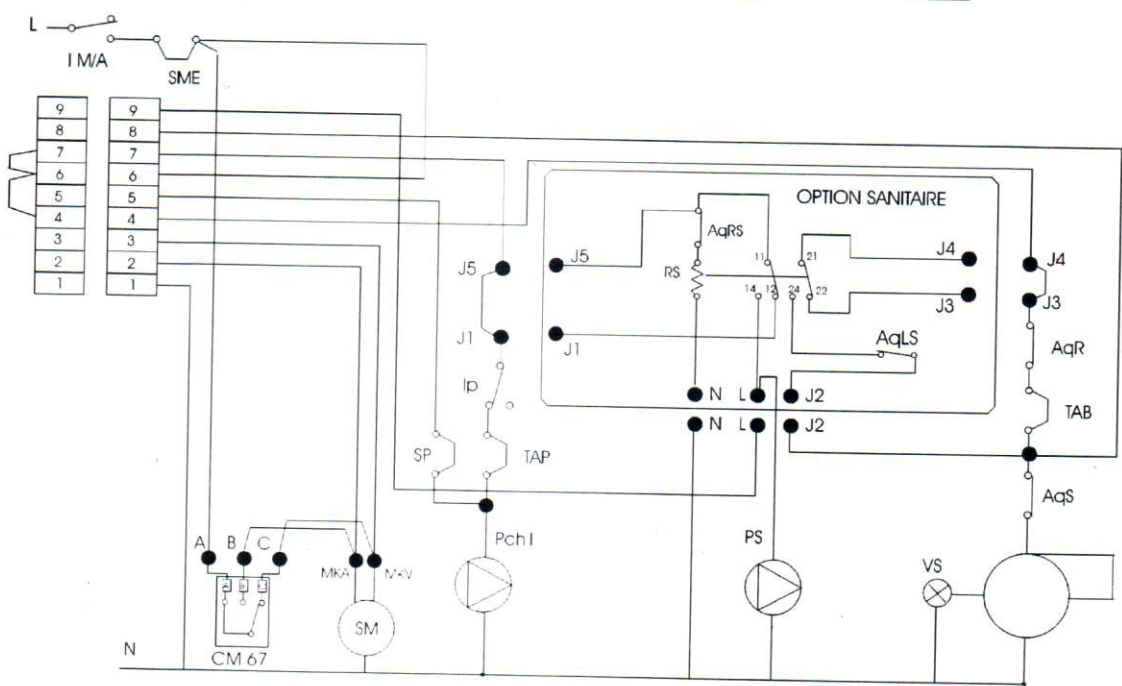 L
I M/A
SME
9 9
8 8
7 7
6 6
5 5
4 4
3 3
2 2
1 1
OPTION SANITAIRE
AqRS
J5 J5
RS
11 21
14 12 24 22
J4 J4
J3 J3
J1 J1
AqLS
AqR
Ip
N L J2
N L J2
TAB
SP TAP
AqS
A B C
Pch I
PS
VS
MKA MKV
SM
CM 67
N